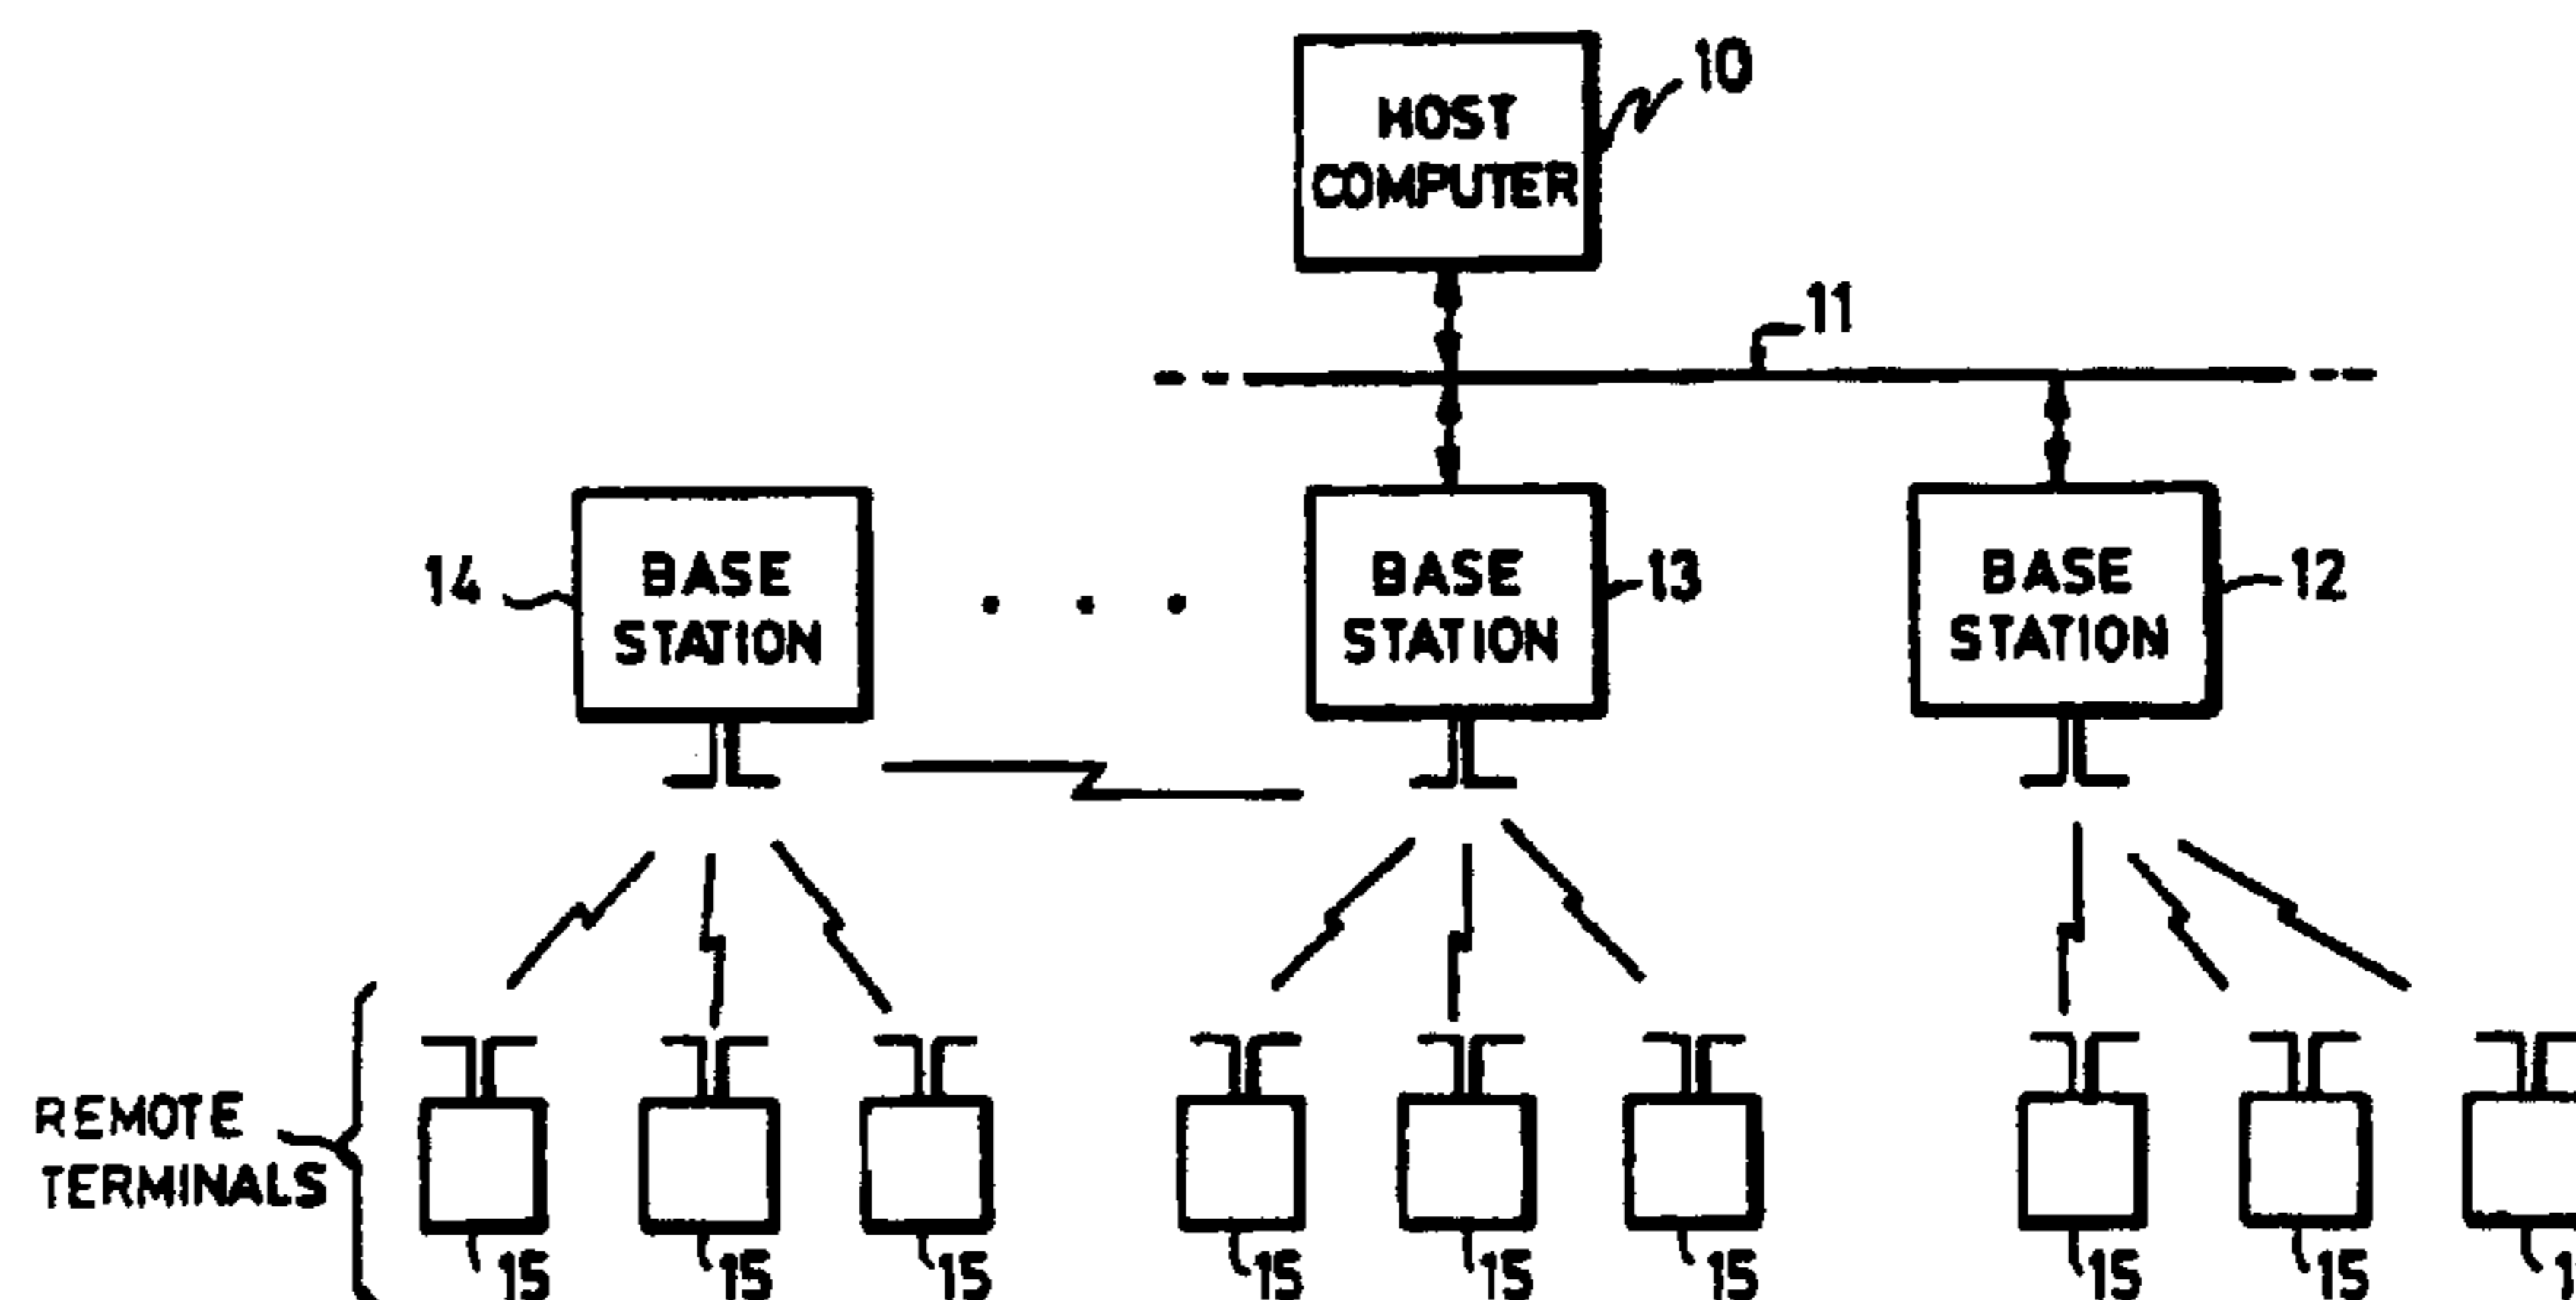 10
HOST
COMPUTER
11
14
BASE
STATION
BASE
STATION
13
BASE
STATION
12
REMOTE
TERMINALS
15
15
15
15
15
15
15
15